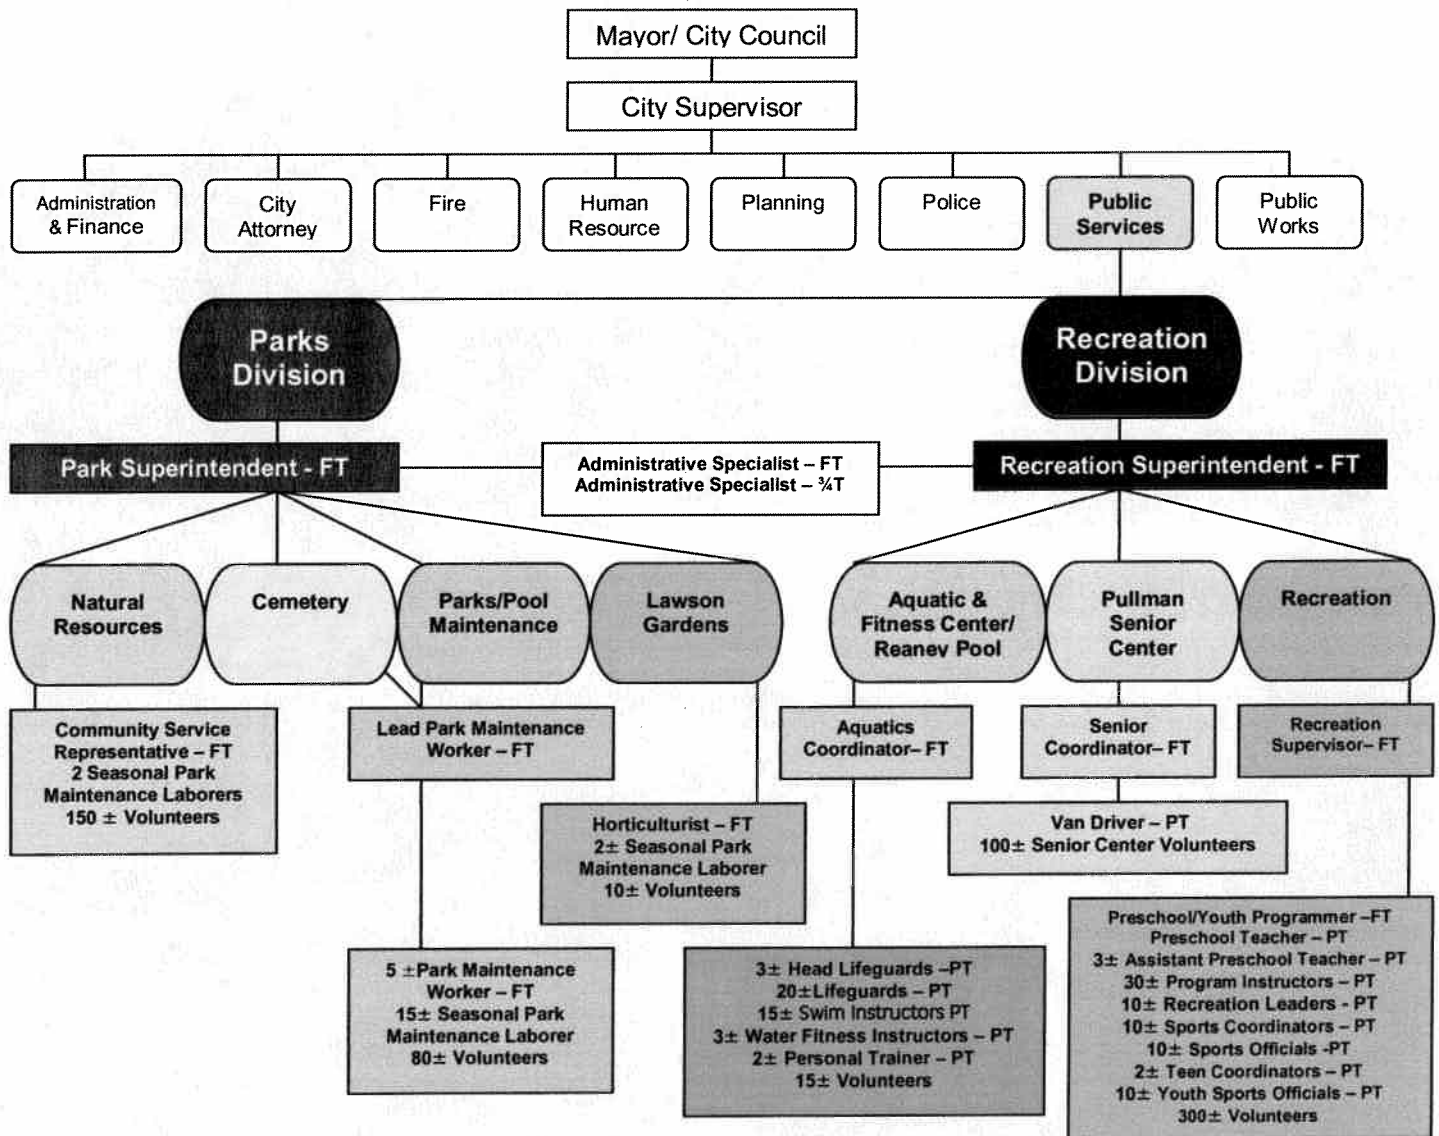 Mayor/ City Council
City Supervisor
Administration
& Finance
City
Attorney
Fire
Human
Resource
Planning
Police
Public
Services
Public
Works
Parks
Division
Recreation
Division
Park Superintendent - FT
Administrative Specialist – FT
Administrative Specialist – ¾T
Recreation Superintendent - FT
Natural
Resources
Cemetery
Parks/Pool
Maintenance
Lawson
Gardens
Aquatic &
Fitness Center/
Reaney Pool
Pullman
Senior
Center
Recreation
Community Service
Representative – FT
2 Seasonal Park
Maintenance Laborers
150 ± Volunteers
Lead Park Maintenance
Worker – FT
Aquatics
Coordinator– FT
Senior
Coordinator– FT
Recreation
Supervisor– FT
Horticulturist – FT
2± Seasonal Park
Maintenance Laborer
10± Volunteers
Van Driver – PT
100± Senior Center Volunteers
5 ±Park Maintenance
Worker – FT
15± Seasonal Park
Maintenance Laborer
80± Volunteers
3± Head Lifeguards –PT
20±Lifeguards – PT
15± Swim Instructors PT
3± Water Fitness Instructors – PT
2± Personal Trainer – PT
15± Volunteers
Preschool/Youth Programmer –FT
Preschool Teacher – PT
3± Assistant Preschool Teacher – PT
30± Program Instructors – PT
10± Recreation Leaders - PT
10± Sports Coordinators – PT
10± Sports Officials -PT
2± Teen Coordinators – PT
10± Youth Sports Officials – PT
300± Volunteers